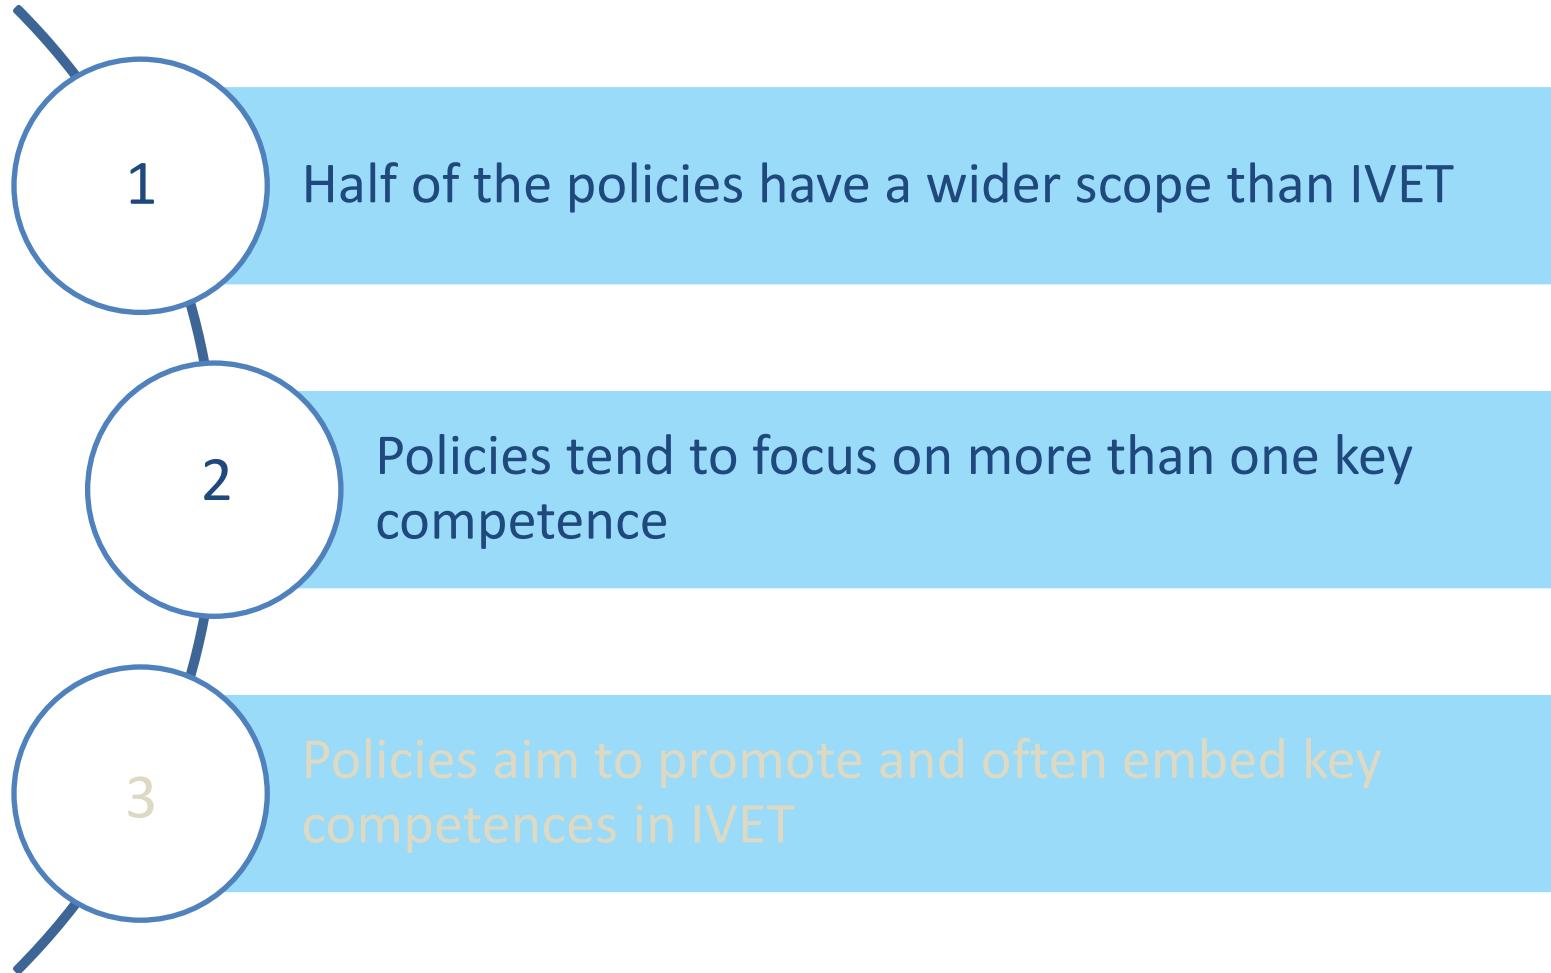 1
Half of the policies have a wider scope than IVET
2
Policies tend to focus on more than one key
competence
3
Policies aim to promote and often embed key
competences in IVET